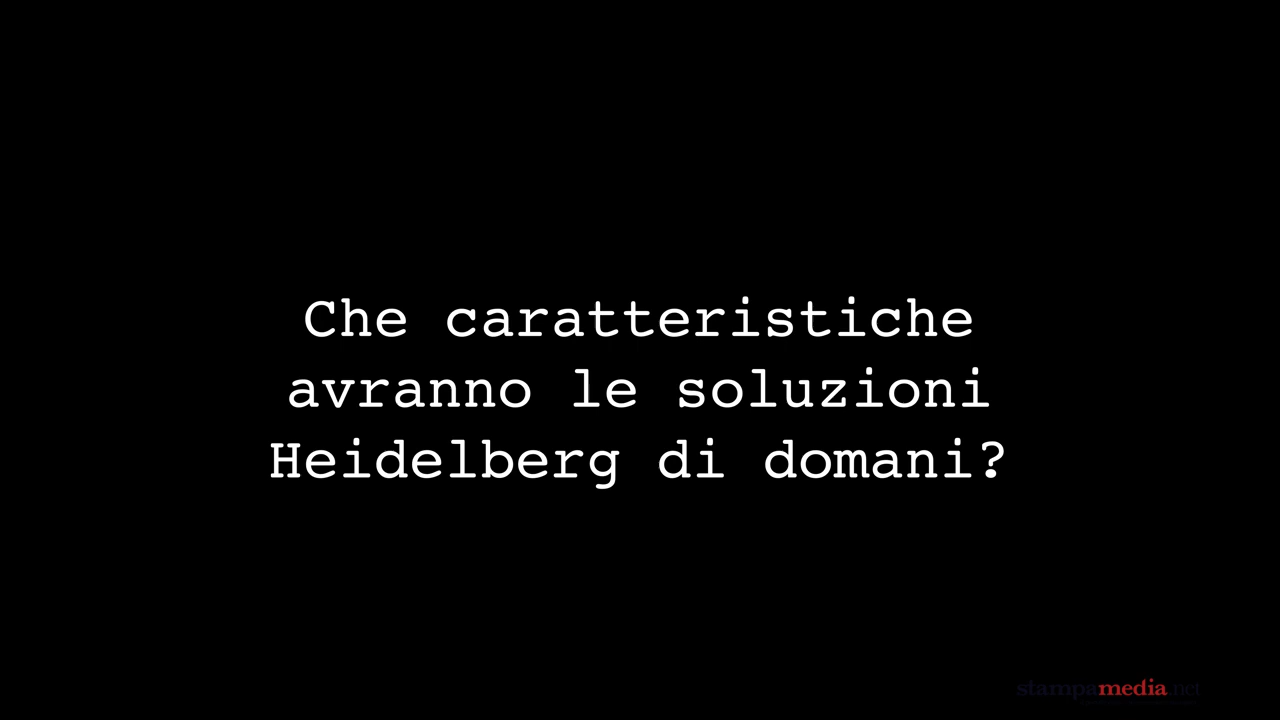 Che caratteristiche
avranno le soluzioni
Heidelberg di domani?
stampamedia.net